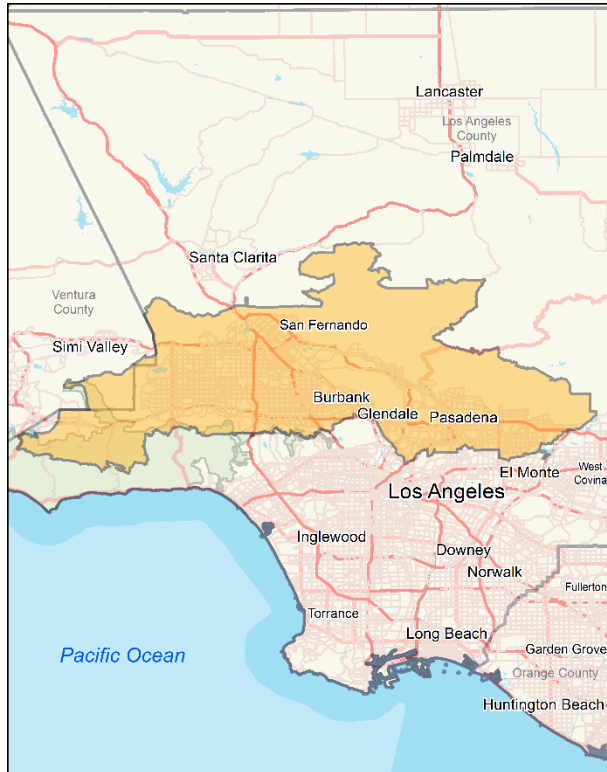 Lancaster
Los Angeles
County
Palmdale
Santa Clarita
Ventura
County
San Fernando
Simi Valley
Burbank
Glendale
Pasadena
El Monte
West
Covina
Los Angeles
Inglewood
Downey
Norwalk
Fullerton
Torrance
Long Beach
Garden Grove
Pacific Ocean
Orange County
Huntington Beach